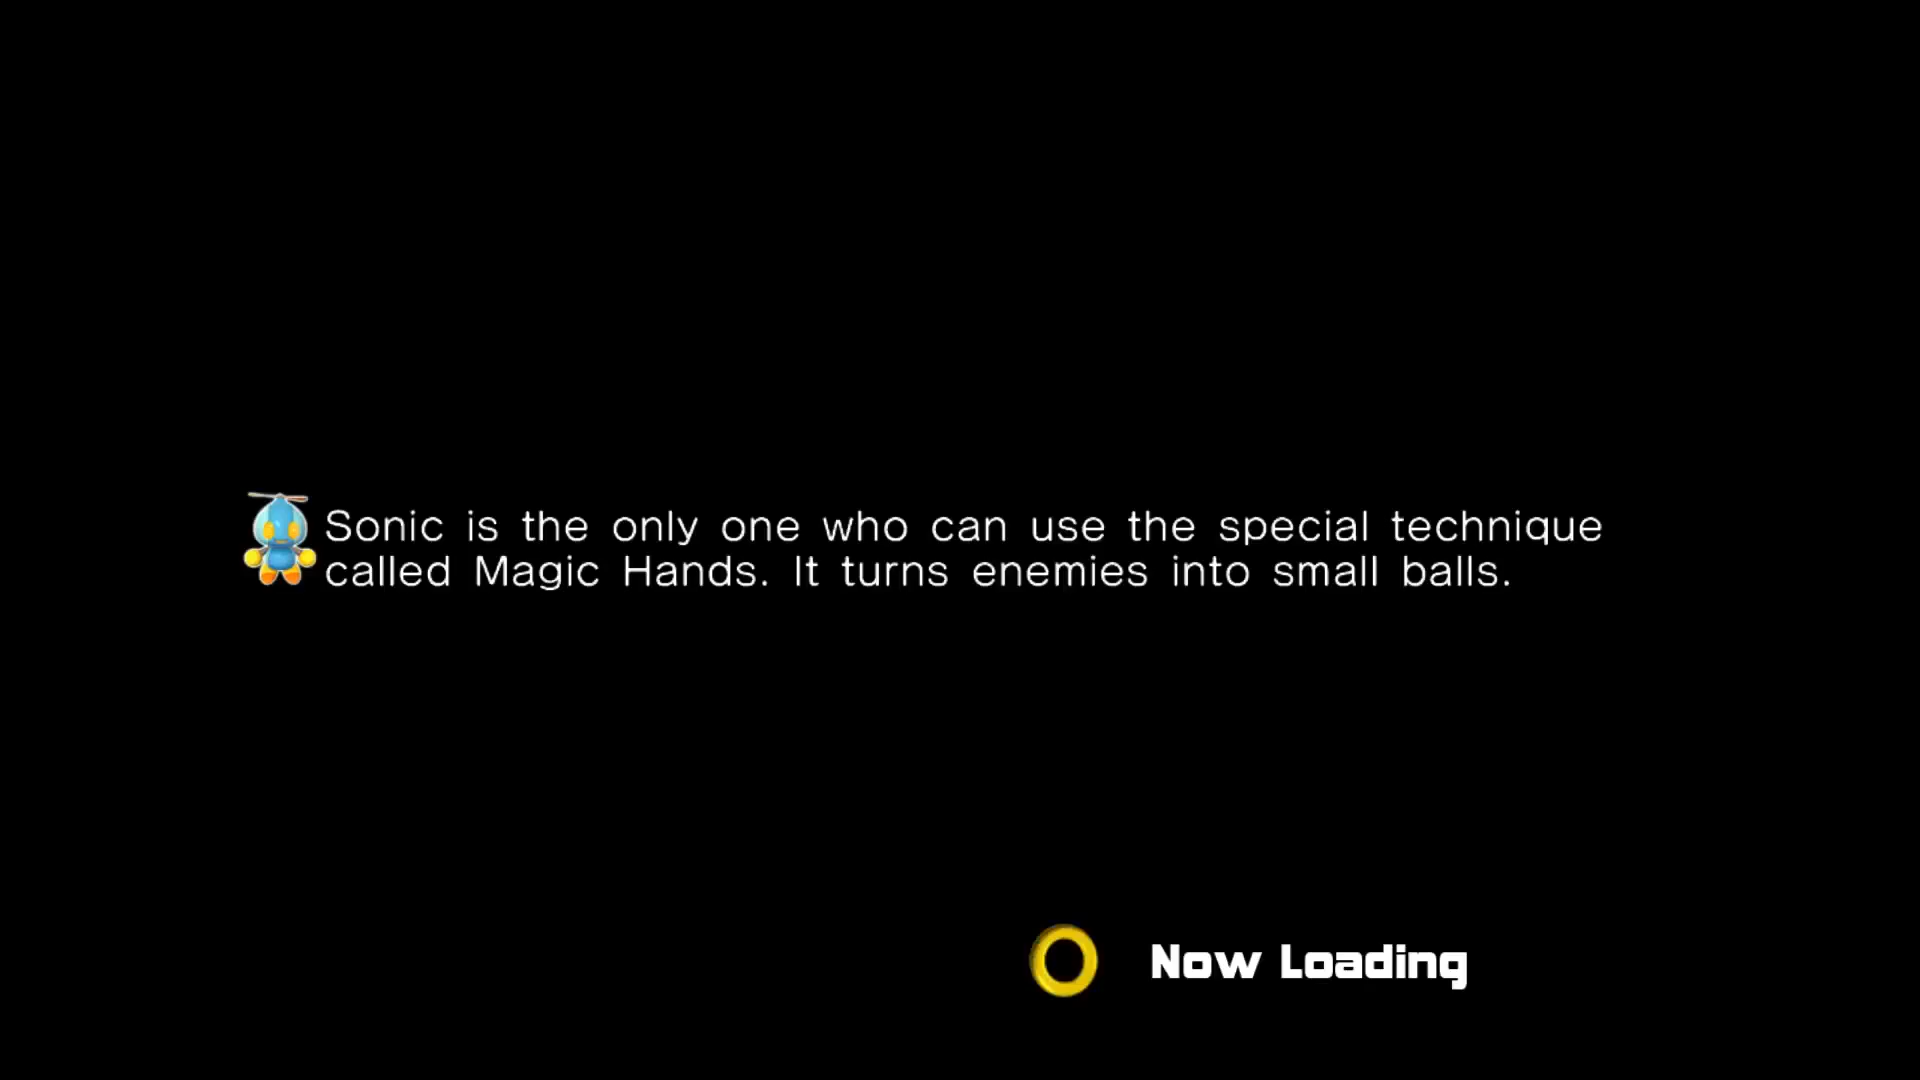 Sonic is the only one who can use the special technique
called Magic Hands. It turns enemies into small balls.
Now Loading